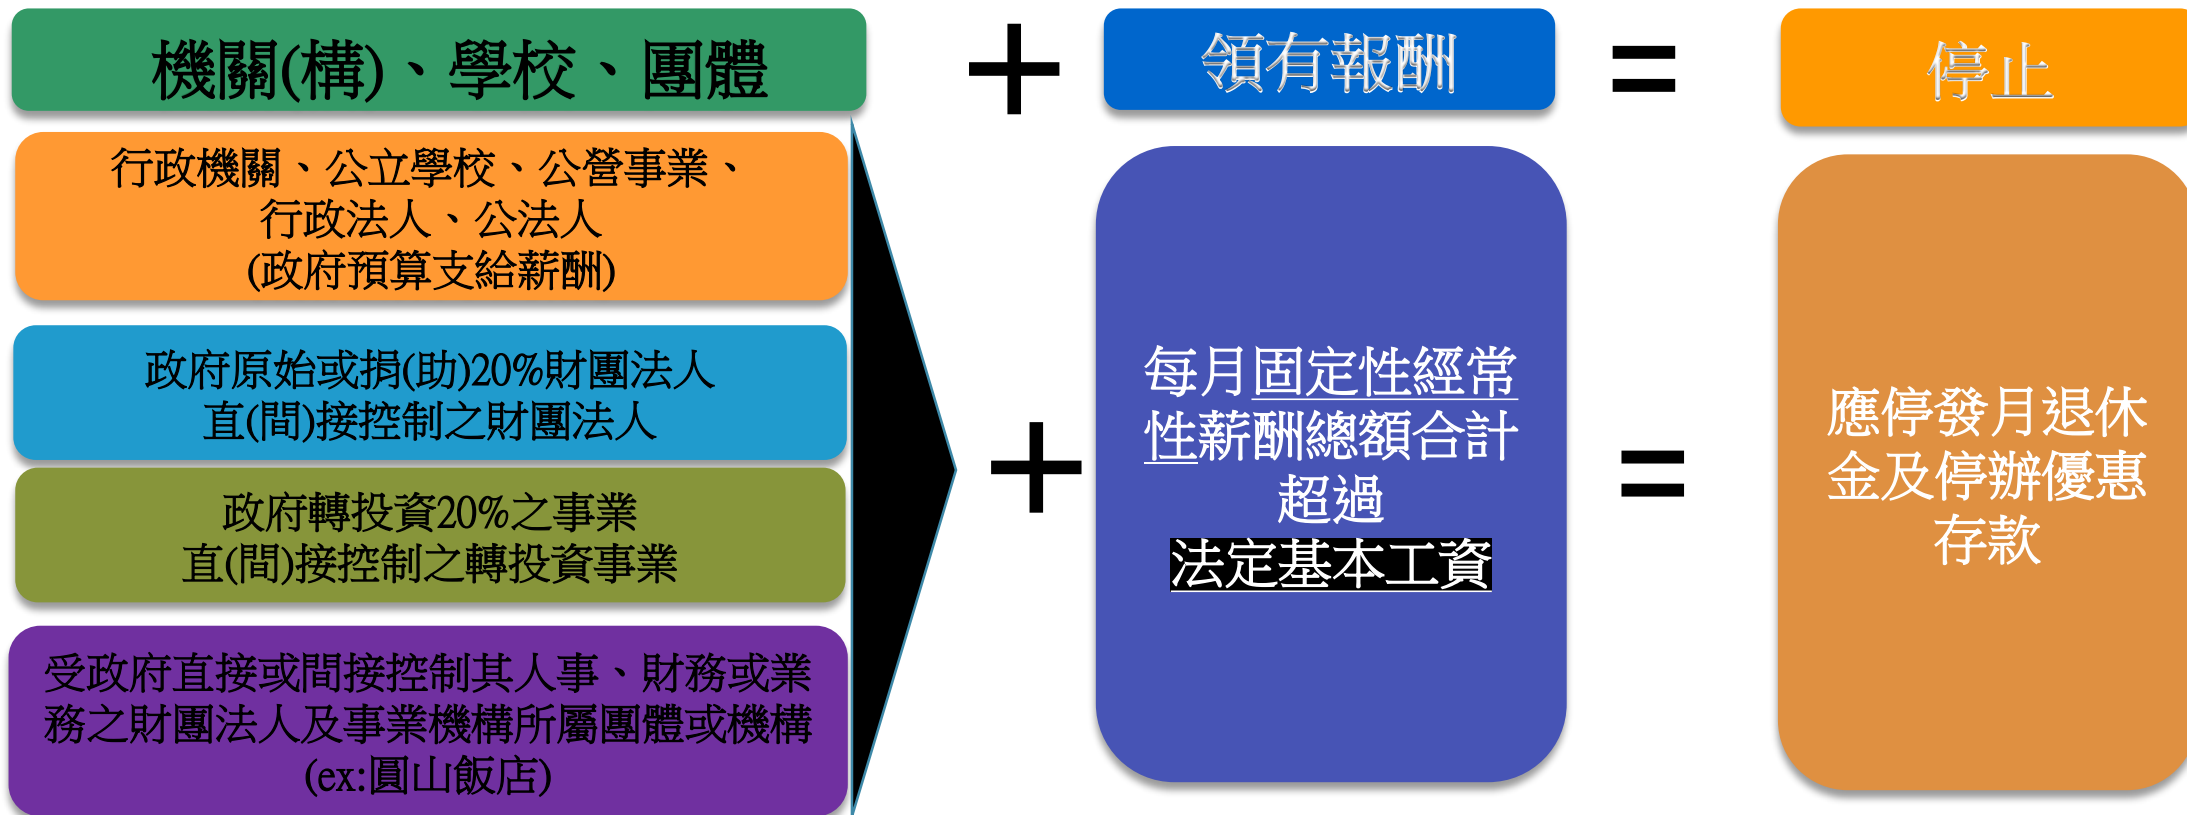 機關(構)、學校、團體
+
領有報酬
=
停止
行政機關、公立學校、公營事業、
行政法人、公法人
(政府預算支給薪酬)
政府原始或捐(助)20%財團法人
直(間)接控制之財團法人
政府轉投資20%之事業
直(間)接控制之轉投資事業
受政府直接或間接控制其人事、財務或業
務之財團法人及事業機構所屬團體或機構
(ex:圓山飯店)
+
每月固定性經常
性薪酬總額合計
超過
法定基本工資
=
應停發月退休
金及停辦優惠
存款